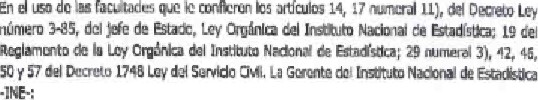 En el uso de las facultades que le confieren los artículos 14, 17 numeral 11), del Decreto Ley
número 3-85, del Jefe de Estado, Ley Orgánica del Instituto Nacional de Estadística; 19 del
Reglamento de la Ley Orgánica del Instituto Nacional de Estadística; 29 numeral 3), 42, 46,
50 y 57 del Decreto 1748 Ley del Servicio Civil. La Gerente del Instituto Nacional de Estadística
-INE-: